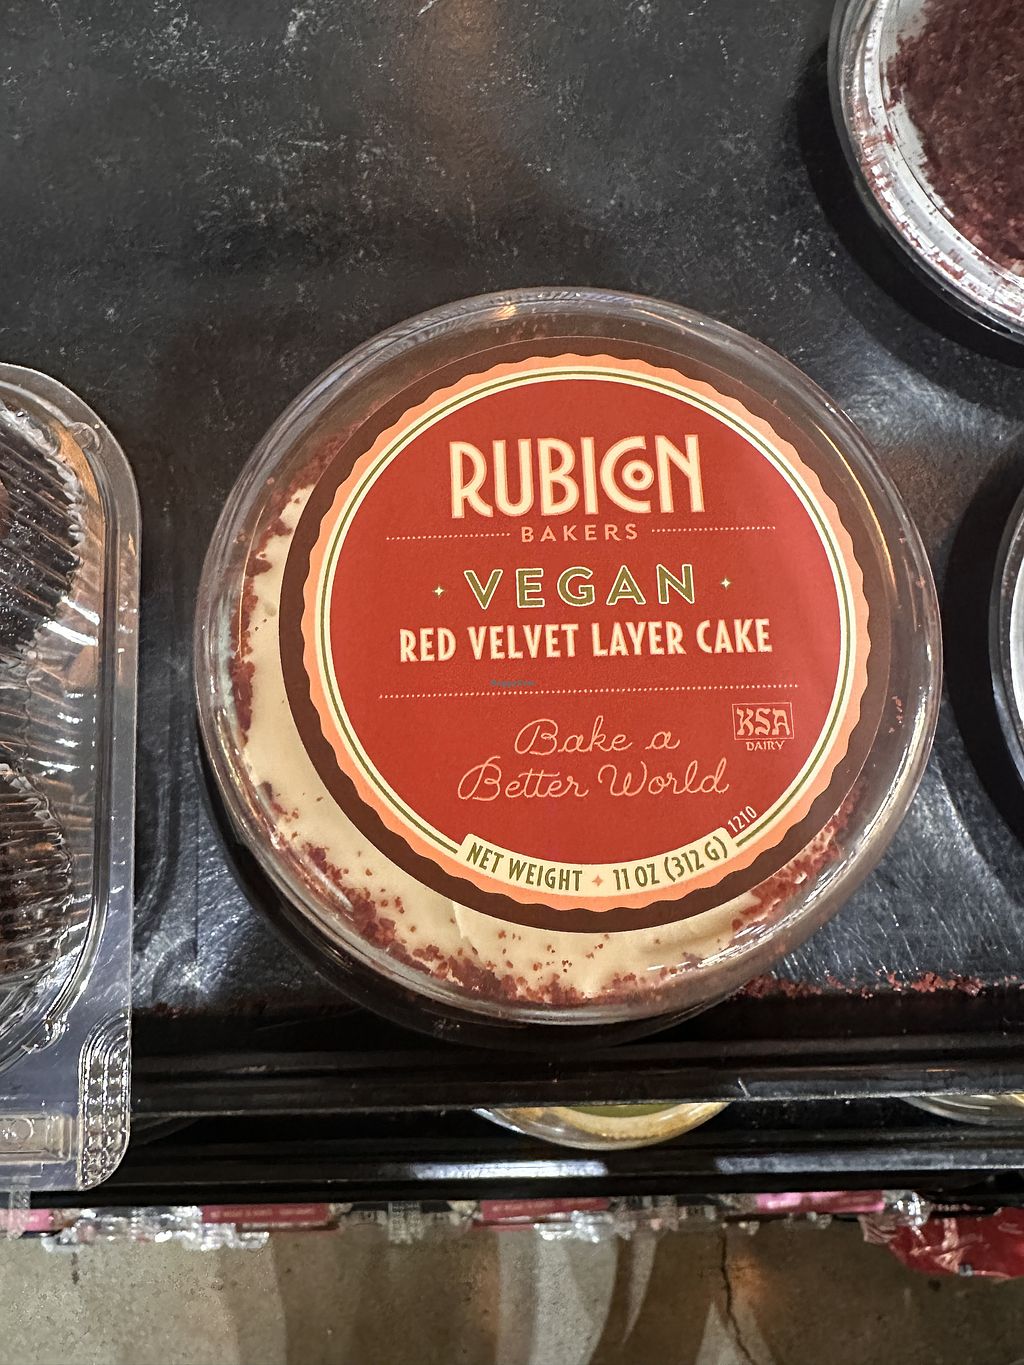 RUBICON
BAKERS
VEGAN
RED VELVET LAYER CAKE
Bake a
Better World
KSA
DAIRY
1210
NET WEIGHT 11 OZ (312 G)